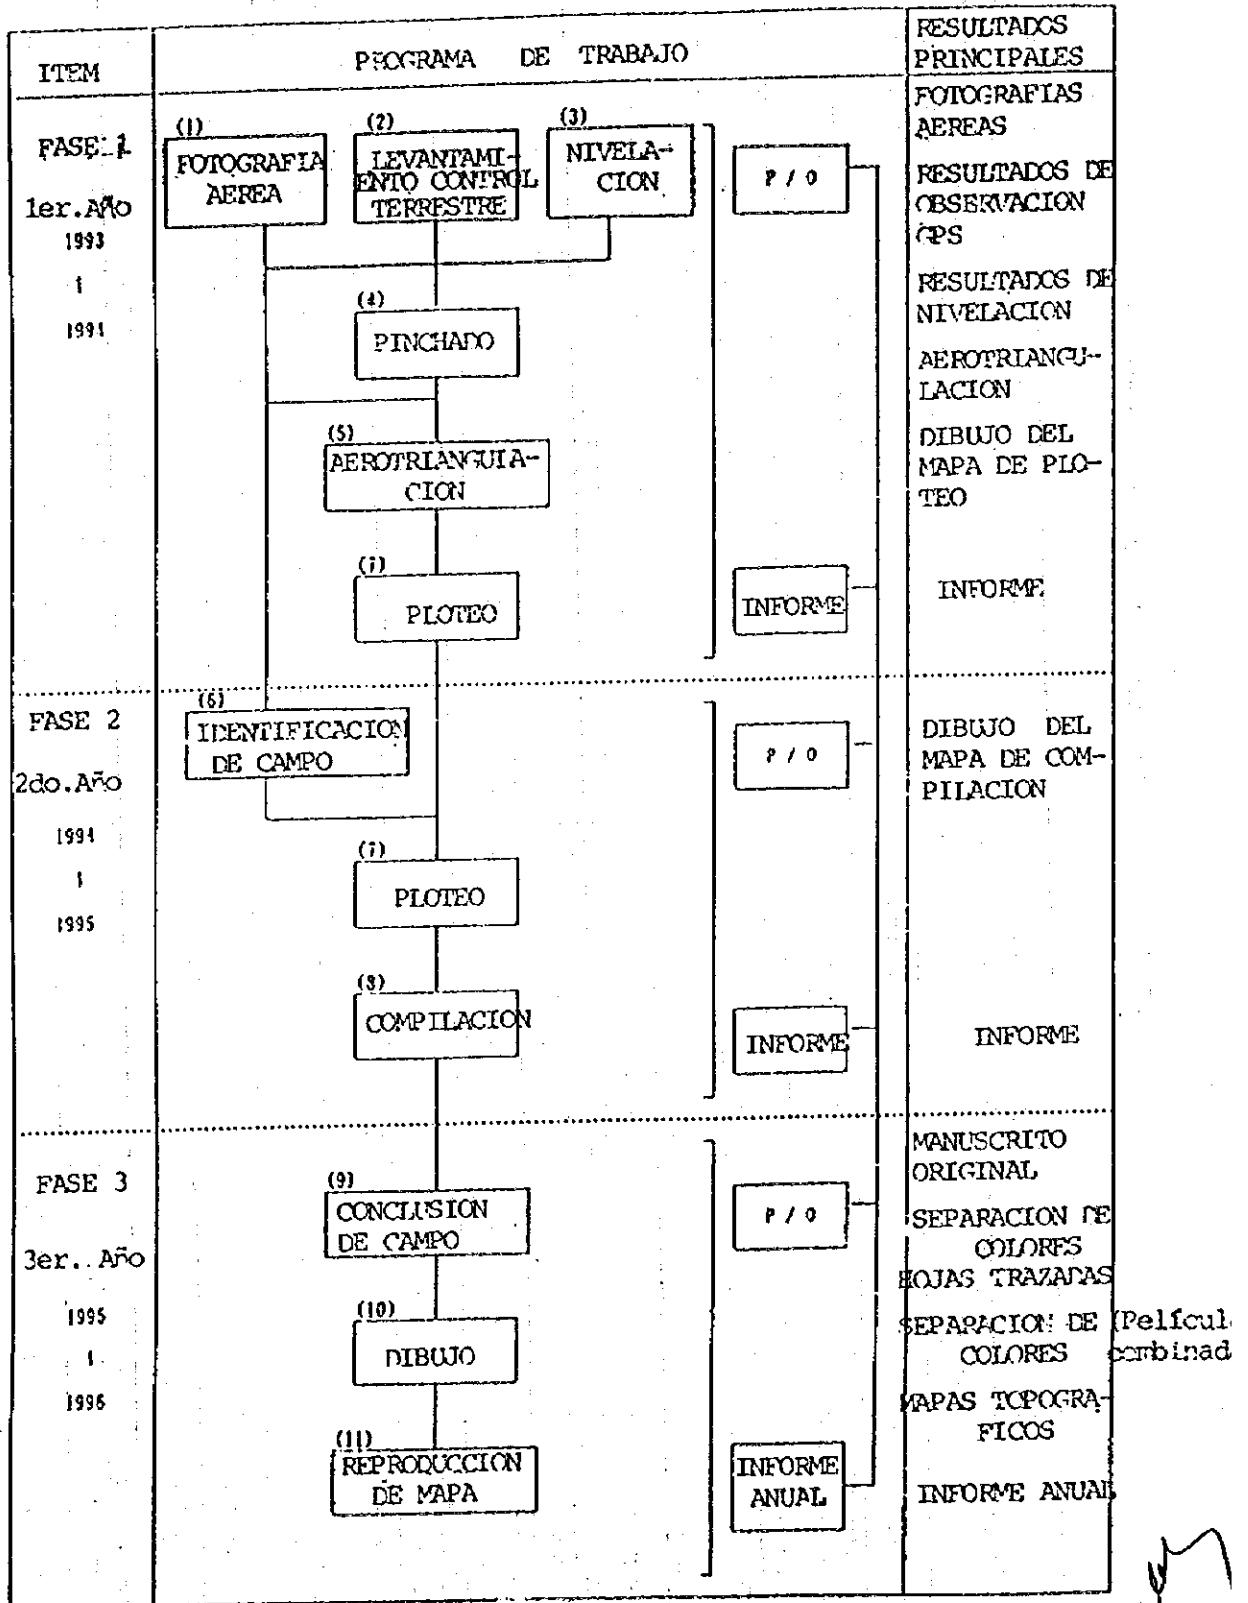 ITEM
PROGRAMA DE TRABAJO
RESULTADOS
PRINCIPALES
FASE 1
1er.Año
1993
1994
(1)
FOTOGRAFIA
AEREA
(2)
LEVANTAMI-
ENTO CONTROL
TERRESTRE
(3)
NIVELA-
CION
(4)
PINCHADO
(5)
AEROTRIANGULA-
CION
(7)
PLOTEO
P / O
INFORME
FOTOGRAFIAS
AEREAS
RESULTADOS DE
OBSERVACION
GPS
RESULTADOS DE
NIVELACION
AEROTRIANGU-
LACION
DIBUJO DEL
MAPA DE PLO-
TEO
INFORME
FASE 2
2do.Año
1994
1995
(6)
IDENTIFICACION
DE CAMPO
(7)
PLOTEO
(8)
COMPILACION
P / O
INFORME
DIBUJO DEL
MAPA DE COM-
PILACION
INFORME
FASE 3
3er..Año
1995
1996
(9)
CONCLUSION
DE CAMPO
(10)
DIBUJO
(11)
REPRODUCCION
DE MAPA
P / O
INFORME
ANUAL
MANUSCRITO
ORIGINAL
SEPARACION DE
COLORES
HOJAS TRAZADAS
SEPARACION DE (Películ
COLORES combinad
MAPAS TOPOGRA-
FICOS
INFORME ANUAL